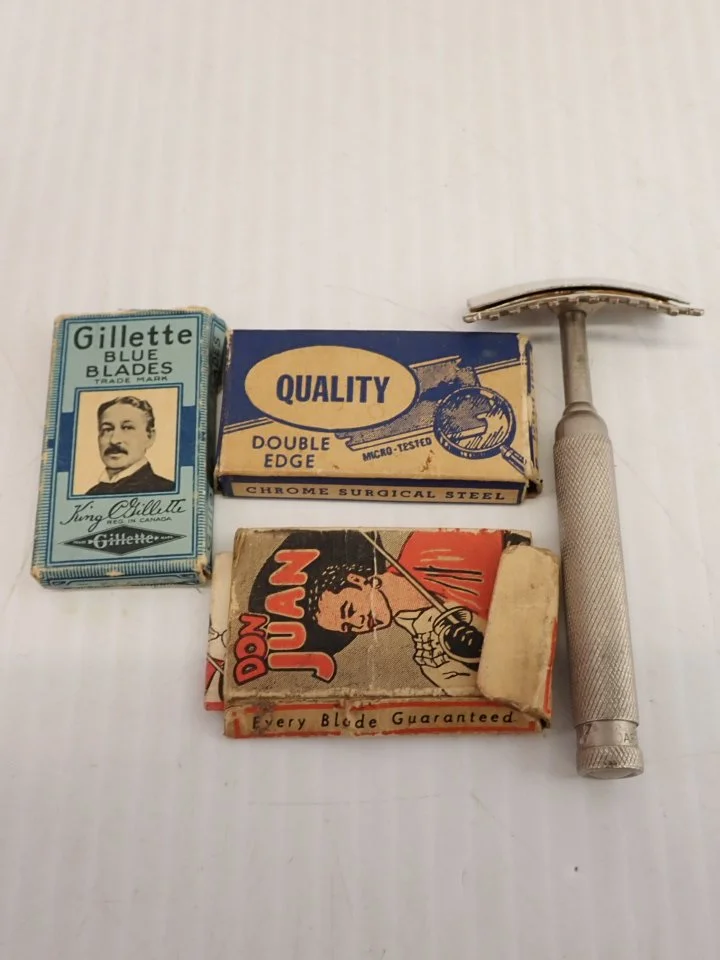 Gillette
BLUE
BLADES
TRADE MARK
King C Gillette
REG. IN CANADA
Gillette
QUALITY
DOUBLE
EDGE
MICRO-TESTED
CHROME SURGICAL STEEL
DON
JUAN
Every Blade Guaranteed